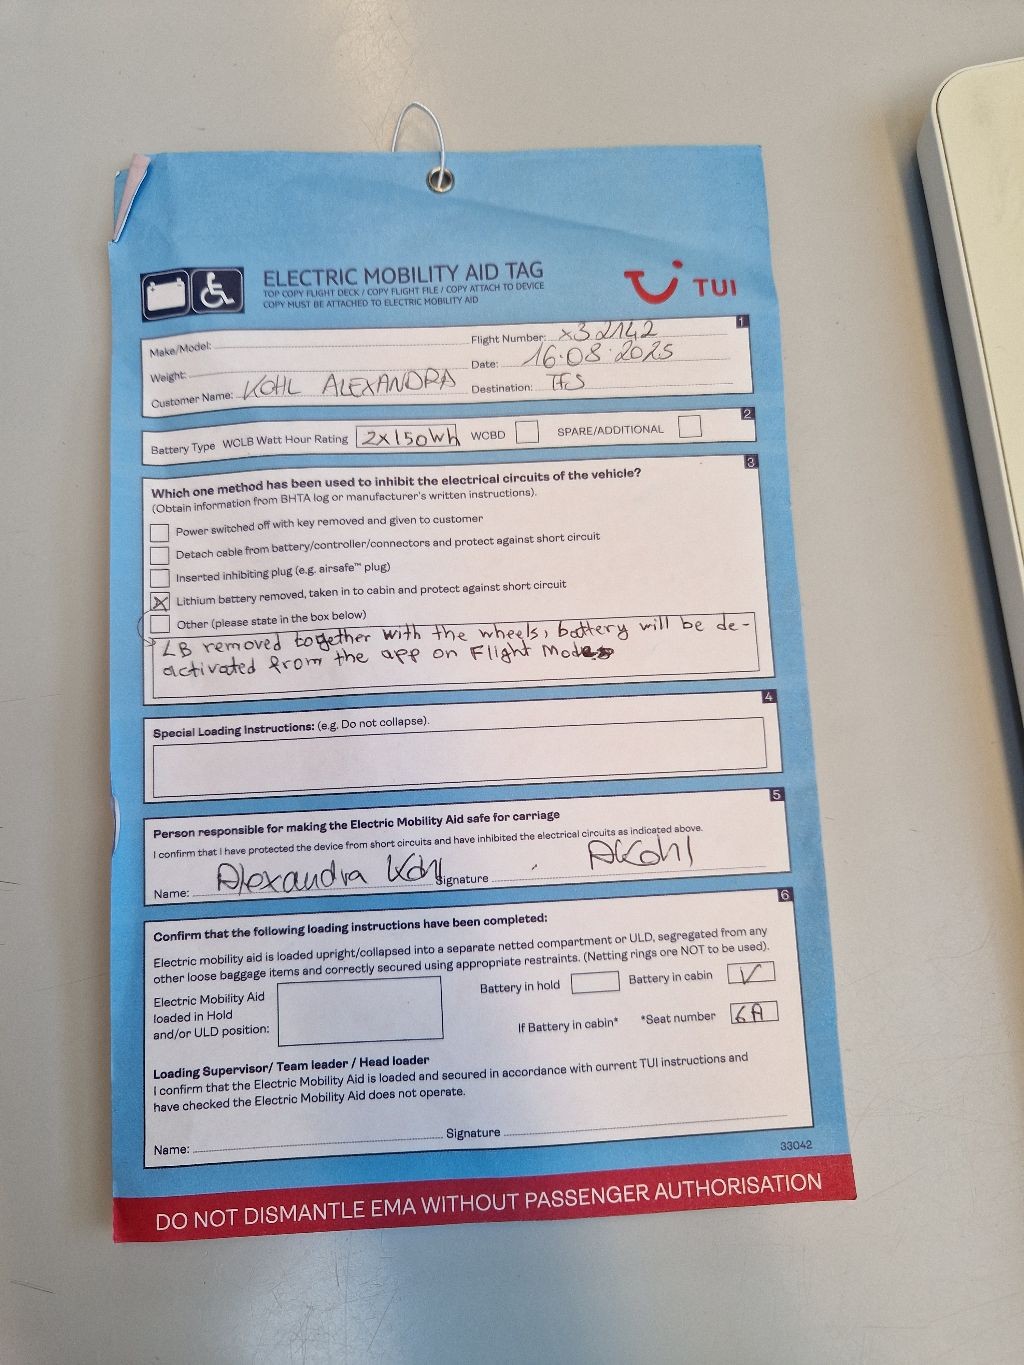 ELECTRIC MOBILITY AID TAG
TOP COPY FLIGHT DECK / COPY FLIGHT FILE / COPY ATTACH TO DEVICE
COPY MUST BE ATTACHED TO ELECTRIC MOBILITY AID
TUI
1
Make/Model:
Flight Number: X3 2142
Weight:
Date: 16.08.2025
Customer Name: KOHL ALEXANDRA
Destination: TFS
2
Battery Type WCLB Watt Hour Rating 2x150Wh WCBD SPARE/ADDITIONAL
3
Which one method has been used to inhibit the electrical circuits of the vehicle?
(Obtain information from BHTA log or manufacturer's written instructions).
Power switched off with key removed and given to customer
Detach cable from battery/controller/connectors and protect against short circuit
Inserted inhibiting plug (e.g. airsafe™ plug)
X Lithium battery removed, taken in to cabin and protect against short circuit
Other (please state in the box below)
LB removed together with the wheels, battery will be de-
activated from the app on Flight Mode
4
Special Loading Instructions: (e.g. Do not collapse).
5
Person responsible for making the Electric Mobility Aid safe for carriage
I confirm that I have protected the device from short circuits and have inhibited the electrical circuits as indicated above.
Name: Alexandra Kohl Signature AKohl
6
Confirm that the following loading instructions have been completed:
Electric mobility aid is loaded upright/collapsed into a separate netted compartment or ULD, segregated from any
other loose baggage items and correctly secured using appropriate restraints. (Netting rings are NOT to be used).
Electric Mobility Aid
loaded in Hold
and/or ULD position:
Battery in hold Battery in cabin V
If Battery in cabin* *Seat number 6A
Loading Supervisor/ Team leader / Head loader
I confirm that the Electric Mobility Aid is loaded and secured in accordance with current TUI instructions and
have checked the Electric Mobility Aid does not operate.
Name: Signature
33042
DO NOT DISMANTLE EMA WITHOUT PASSENGER AUTHORISATION